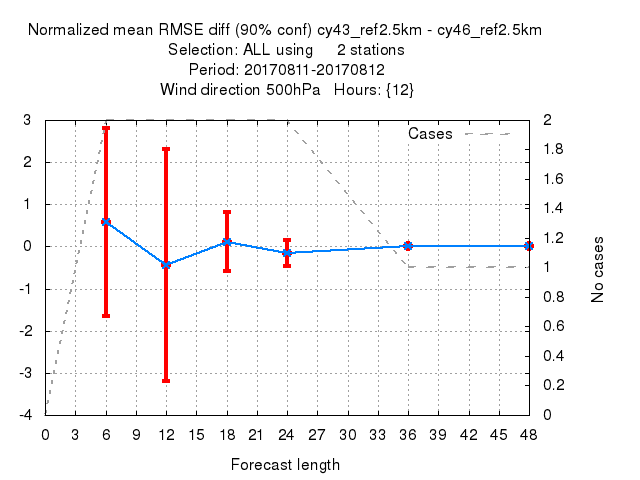 Normalized mean RMSE diff (90% conf) cy43_ref2.5km - cy46_ref2.5km
Selection: ALL using 2 stations
Period: 20170811-20170812
Wind direction 500hPa Hours: {12}
Cases
3
2
1
0
-1
-2
-3
-4
2
1.8
1.6
1.4
1.2
1
0.8
0.6
0.4
0.2
0
No cases
0 3 6 9 12 15 18 21 24 27 30 33 36 39 42 45 48
Forecast length